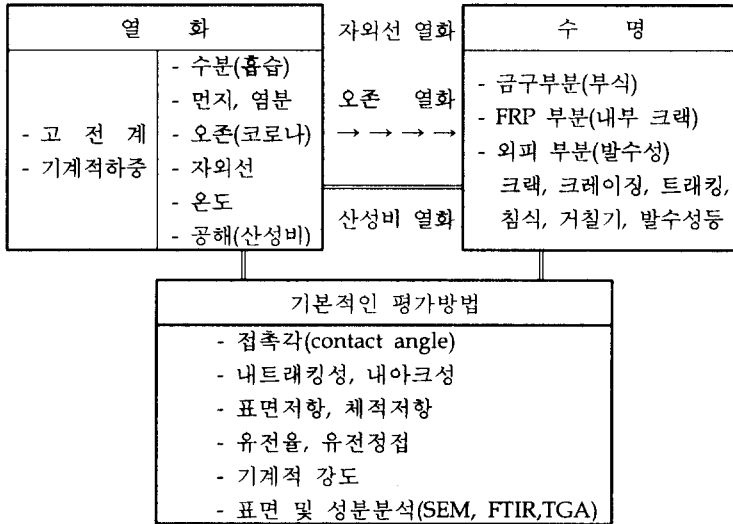 열 화
- 고 전 계
- 기계적하중
- 수분(흡습)
- 먼지, 염분
- 오존(코로나)
- 자외선
- 온도
- 공해(산성비)
자외선 열화
오존 열화
→ → → → →
산성비 열화
수 명
- 금구부분(부식)
- FRP 부분(내부 크랙)
- 외피 부분(발수성)
크랙, 크레이징, 트래킹,
침식, 거칠기, 발수성등
기본적인 평가방법
- 접촉각(contact angle)
- 내트래킹성, 내아크성
- 표면저항, 체적저항
- 유전율, 유전정접
- 기계적 강도
- 표면 및 성분분석(SEM, FTIR,TGA)